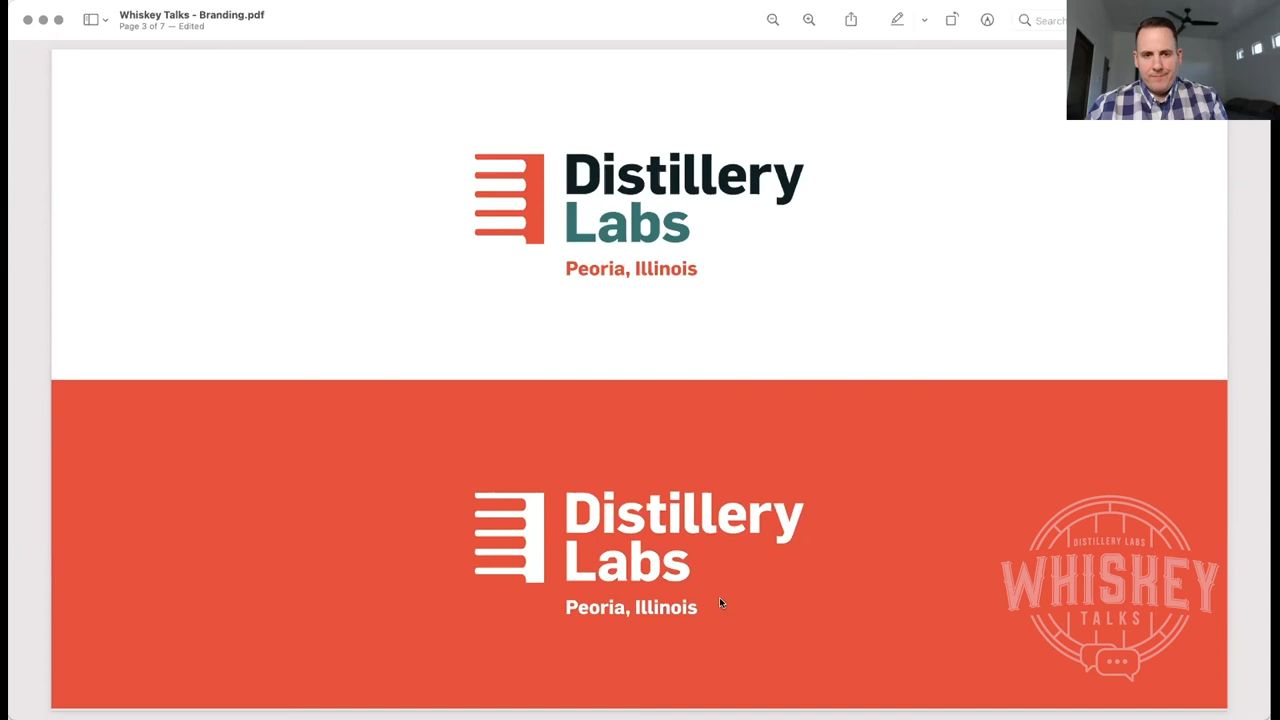 Whiskey Talks - Branding.pdf
Page 3 of 7 — Edited
Search
Distillery
Labs
Peoria, Illinois
Distillery
Labs
Peoria, Illinois
DISTILLERY LABS
WHISKEY
TALKS